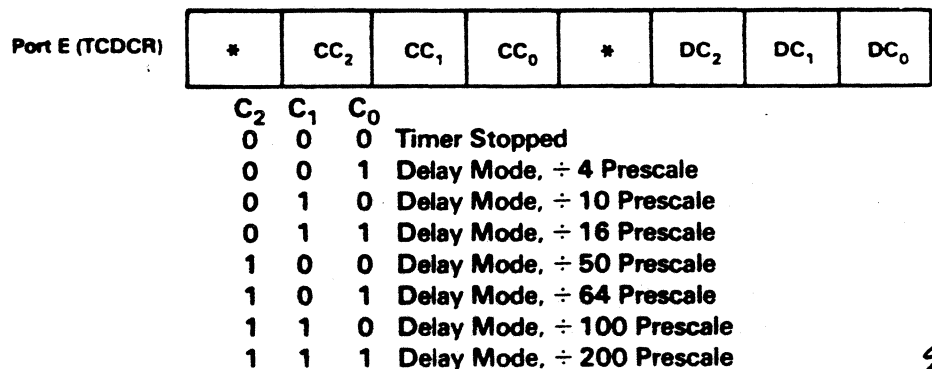 Port E (TCDCR) * CC₂ CC₁ CC₀ * DC₂ DC₁ DC₀
C₂ C₁ C₀
0 0 0 Timer Stopped
0 0 1 Delay Mode, ÷ 4 Prescale
0 1 0 Delay Mode, ÷ 10 Prescale
0 1 1 Delay Mode, ÷ 16 Prescale
1 0 0 Delay Mode, ÷ 50 Prescale
1 0 1 Delay Mode, ÷ 64 Prescale
1 1 0 Delay Mode, ÷ 100 Prescale
1 1 1 Delay Mode, ÷ 200 Prescale